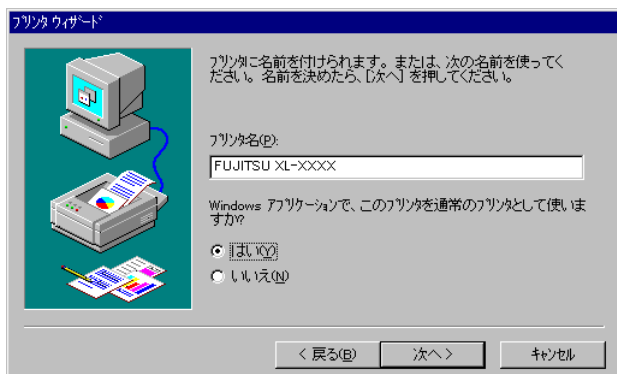 プリンタ ウィザード
プリンタに名前を付けられます。または、次の名前を使ってく
ださい。名前を決めたら、[次へ] を押してください。
プリンタ名(P):
FUJITSU XL-XXXX
Windows アプリケーションで、このプリンタを通常のプリンタとして使いま
すか?
はい(Y)
いいえ(N)
< 戻る(B)
次へ >
キャンセル